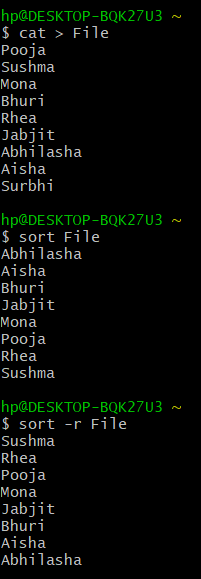 hp@DESKTOP-BQK27U3 ~
$ cat > File
Pooja
Sushma
Mona
Bhuri
Rhea
Jabjit
Abhilasha
Aisha
Surbhi
hp@DESKTOP-BQK27U3 ~
$ sort File
Abhilasha
Aisha
Bhuri
Jabjit
Mona
Pooja
Rhea
Sushma
hp@DESKTOP-BQK27U3 ~
$ sort -r File
Sushma
Rhea
Pooja
Mona
Jabjit
Bhuri
Aisha
Abhilasha